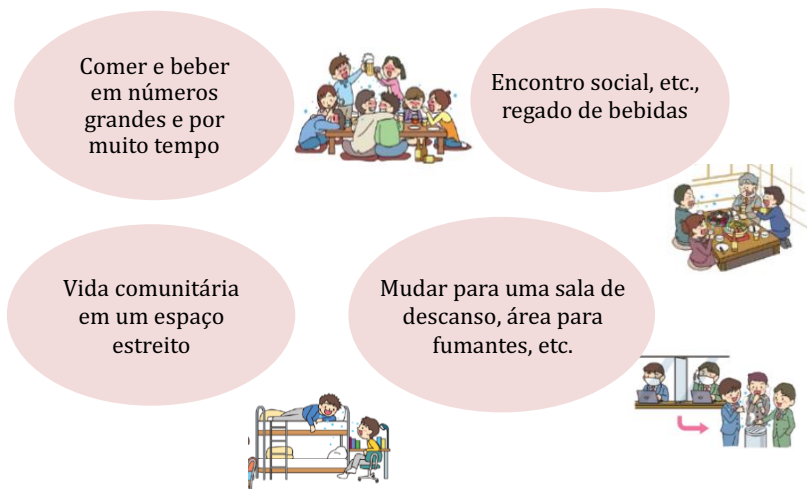 Comer e beber
em números
grandes e por
muito tempo
Encontro social, etc.,
regado de bebidas
Vida comunitária
em um espaço
estreito
Mudar para uma sala de
descanso, área para
fumantes, etc.